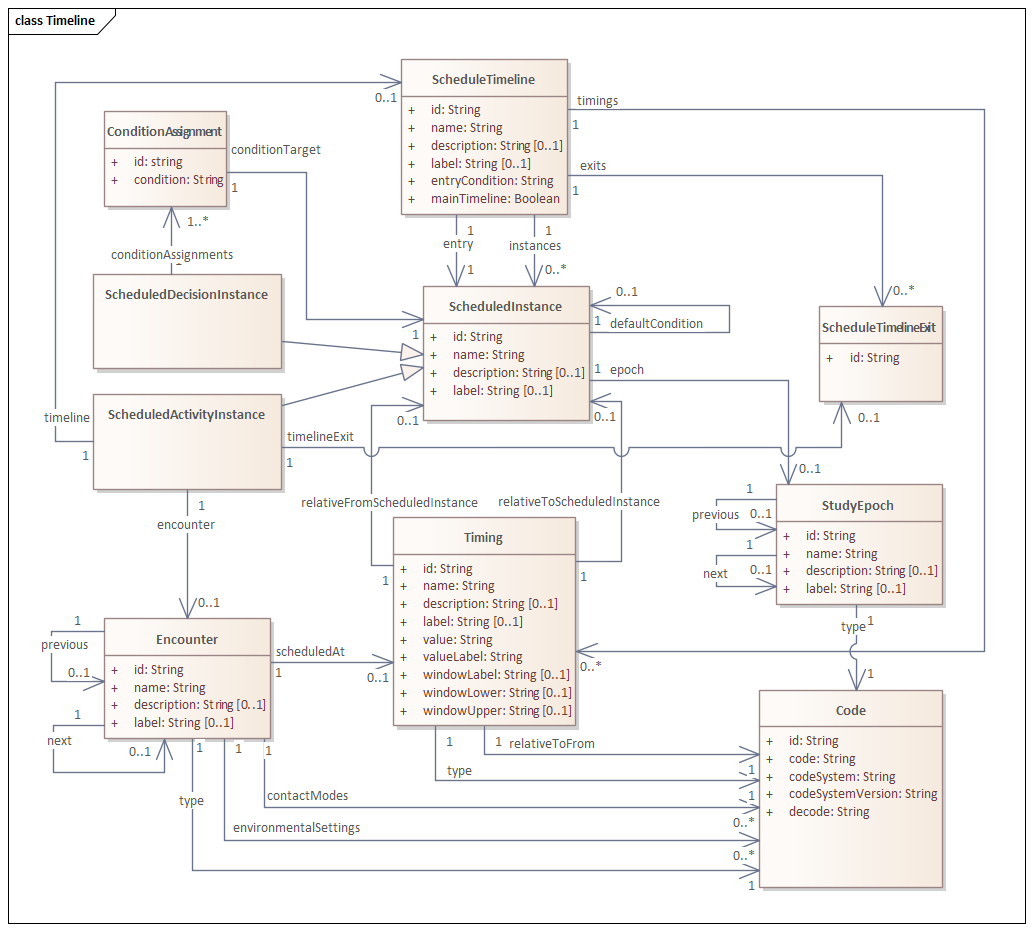 class Timeline
ScheduleTimeline
+ id: String
+ name: String
+ description: String [0..1]
+ label: String [0..1]
+ entryCondition: String
+ mainTimeline: Boolean
0..1
timings
1
exits
1
ConditionAssignment
+ id: string
+ condition: String
conditionTarget
1
1..*
conditionAssignments
1
entry
1
1
instances
0..*
ScheduledDecisionInstance
ScheduledInstance
+ id: String
+ name: String
+ description: String [0..1]
+ label: String [0..1]
1
0..1
1
defaultCondition
1
epoch
0..*
ScheduleTimelineExit
+ id: String
0..1
ScheduledActivityInstance
timeline
1
timelineExit
1
0..1
0..1
0..1
1
encounter
0..1
relativeFromScheduledInstance
relativeToScheduledInstance
Timing
+ id: String
+ name: String
+ description: String [0..1]
+ label: String [0..1]
+ value: String
+ valueLabel: String
+ windowLabel: String [0..1]
+ windowLower: String [0..1]
+ windowUpper: String [0..1]
1
1
0..*
StudyEpoch
+ id: String
+ name: String
+ description: String [0..1]
+ label: String [0..1]
1
previous
0..1
1
next
0..1
type
1
1
Encounter
+ id: String
+ name: String
+ description: String [0..1]
+ label: String [0..1]
1
previous
0..1
1
next
0..1
scheduledAt
1
0..1
1
1
1
1
type
1
relativeToFrom
1
1
type
contactModes
0..*
environmentalSettings
0..*
1
Code
+ id: String
+ code: String
+ codeSystem: String
+ codeSystemVersion: String
+ decode: String